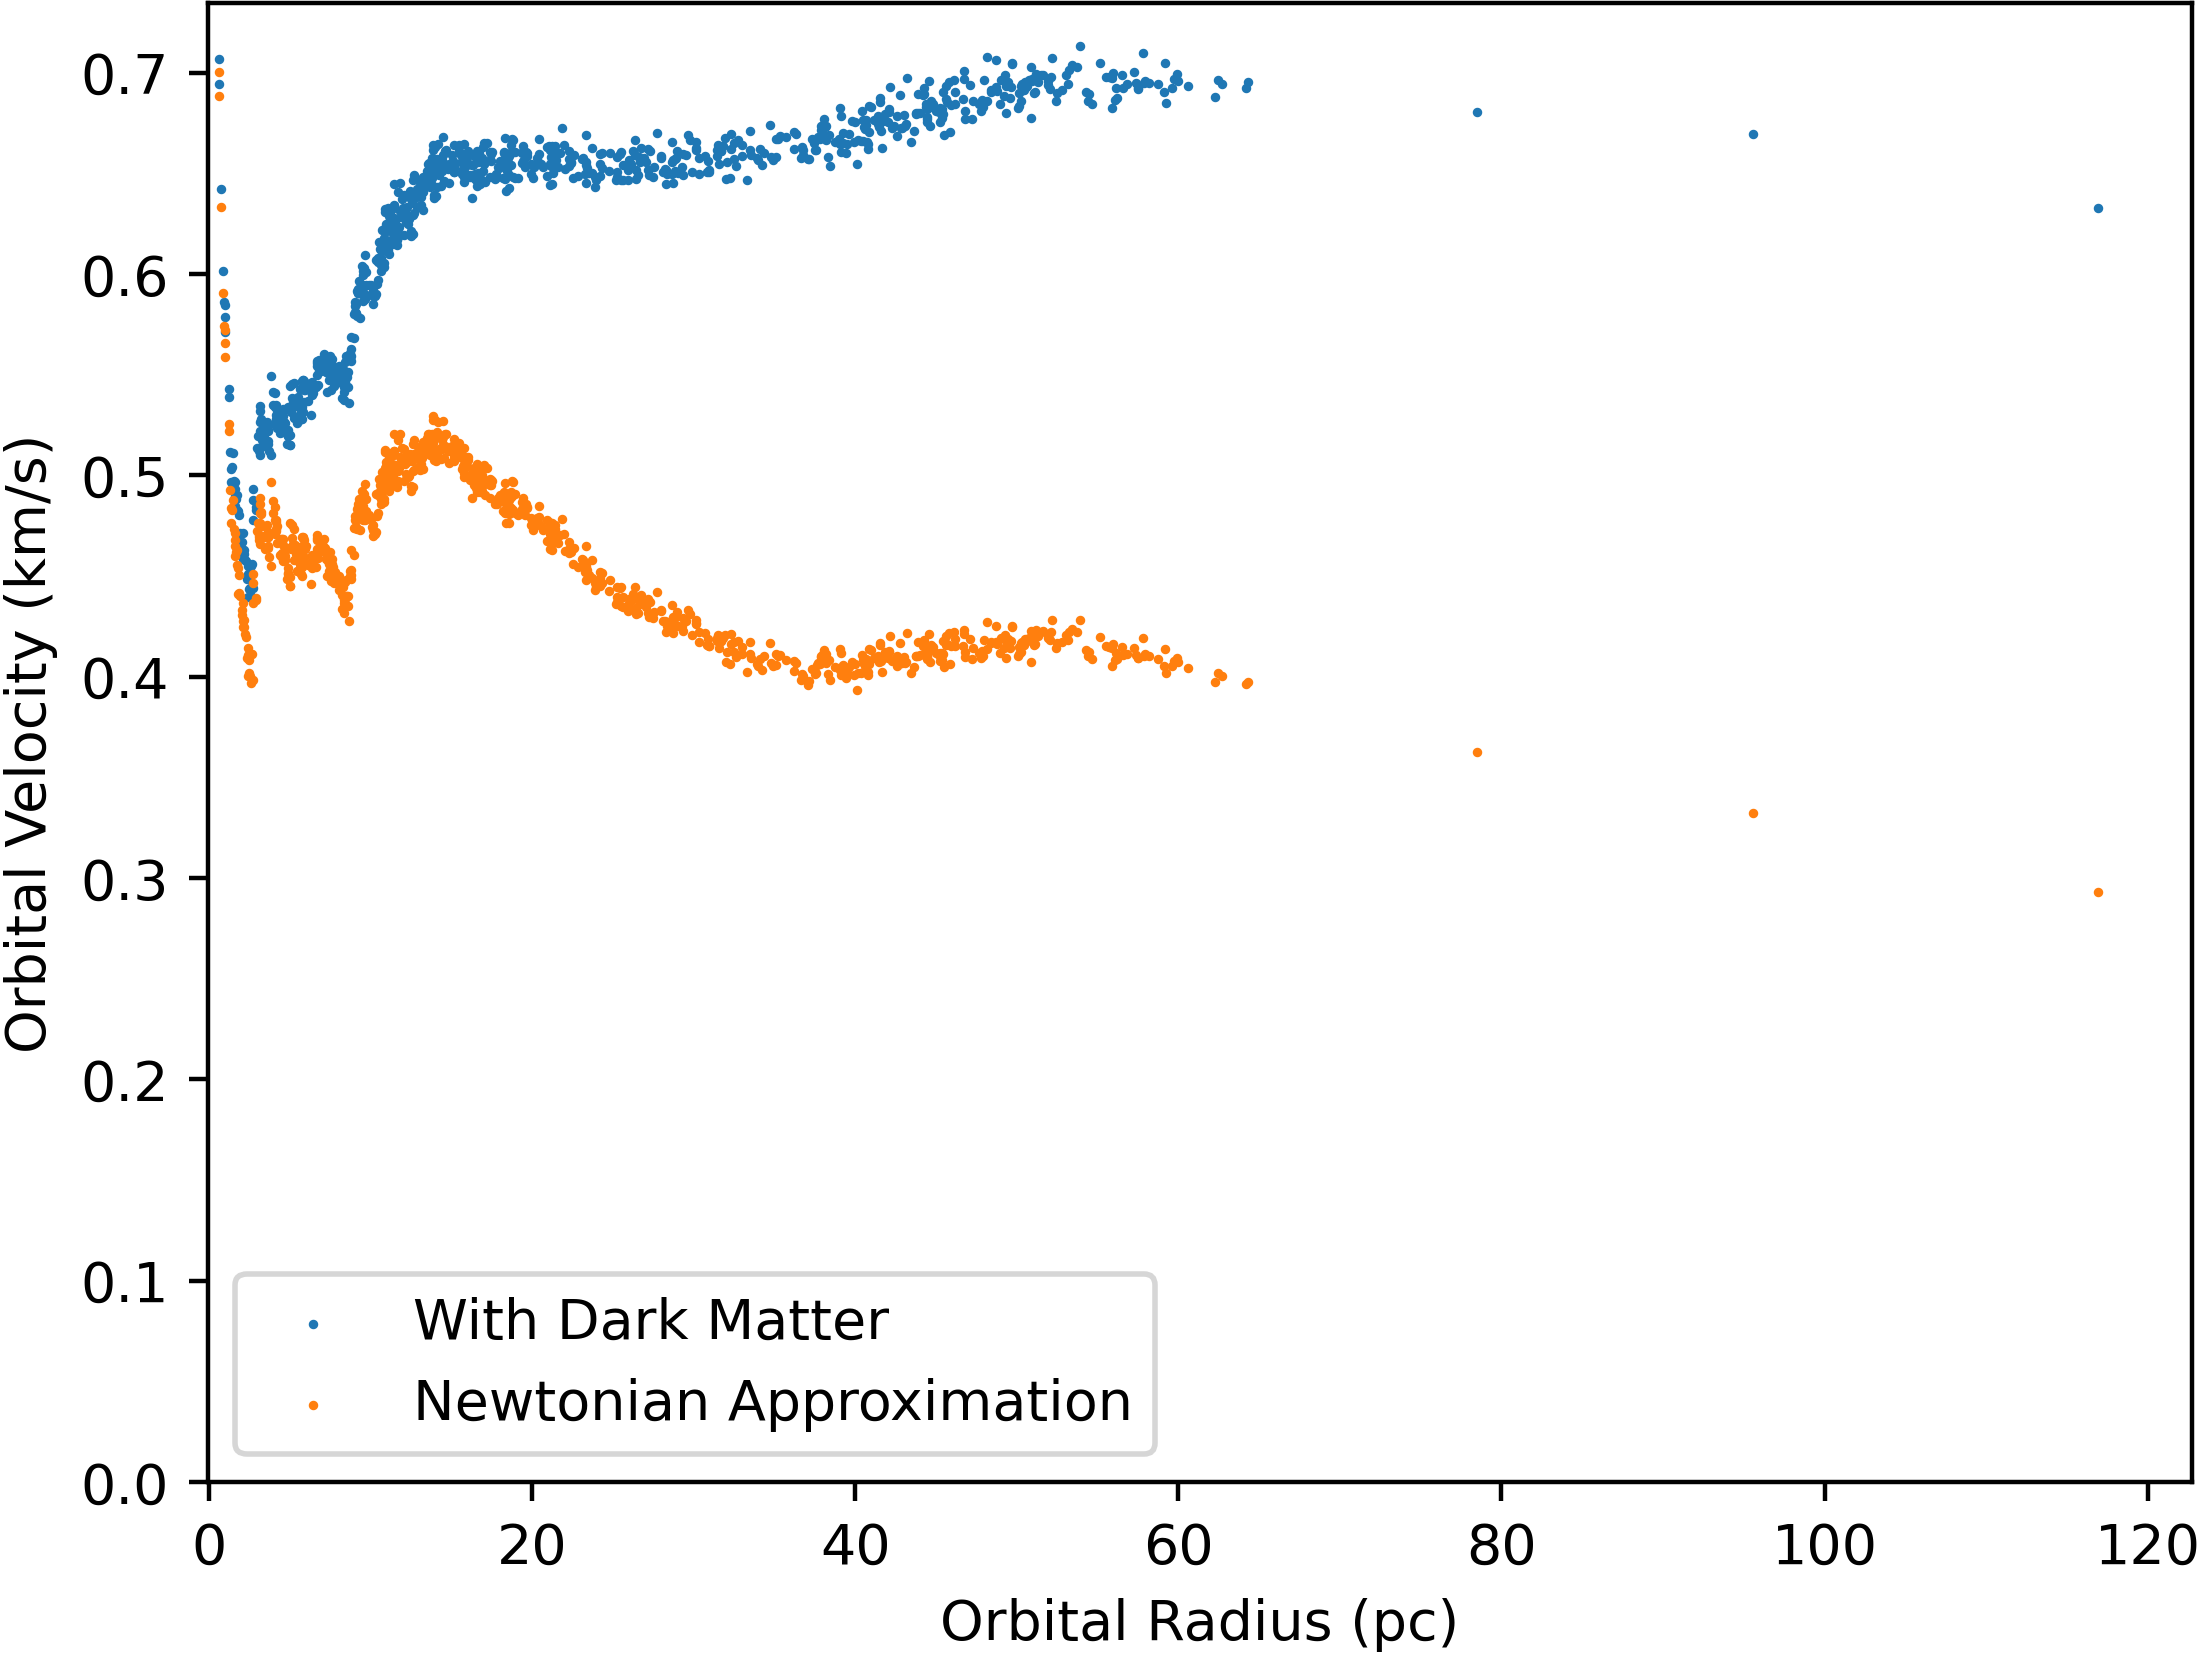 Orbital Velocity (km/s)
0.7
0.6
0.5
0.4
0.3
0.2
0.1
0.0
With Dark Matter
Newtonian Approximation
0 20 40 60 80 100 120
Orbital Radius (pc)